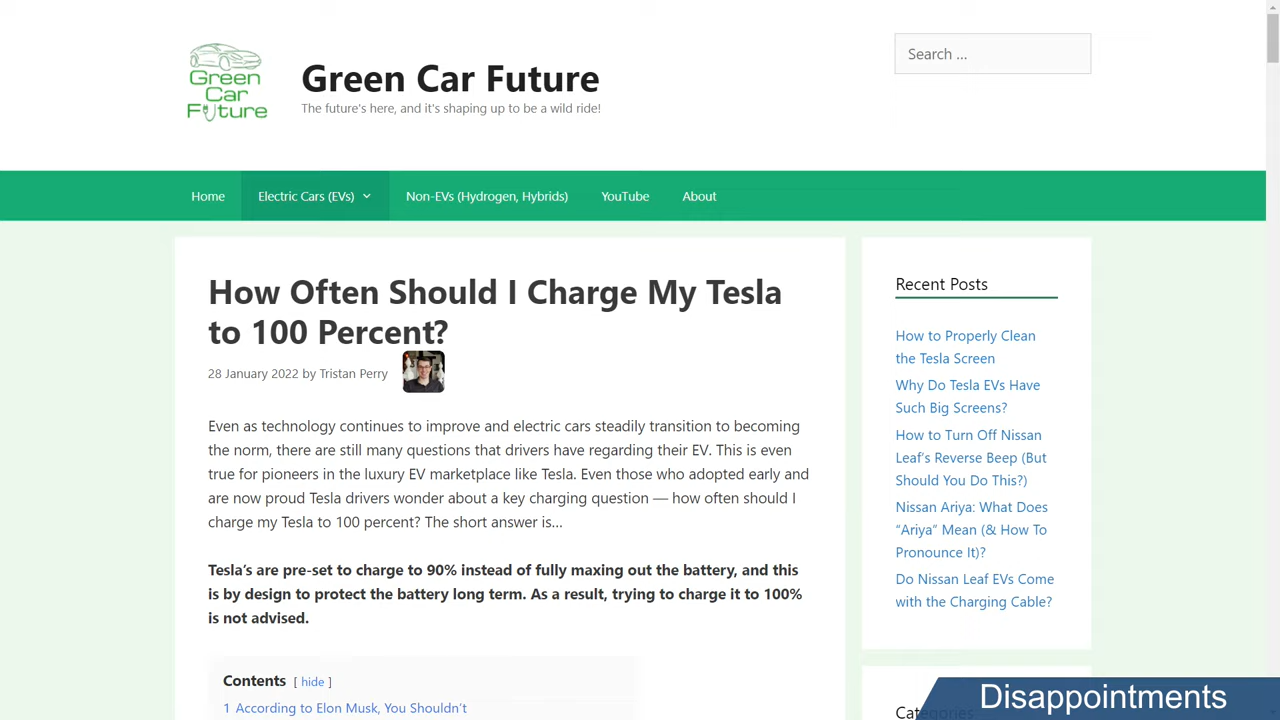 Green
Car
Future
Green Car Future
The future's here, and it's shaping up to be a wild ride!
Search …
Home
Electric Cars (EVs)
Non-EVs (Hydrogen, Hybrids)
YouTube
About
How Often Should I Charge My Tesla
to 100 Percent?
28 January 2022 by Tristan Perry
Even as technology continues to improve and electric cars steadily transition to becoming
the norm, there are still many questions that drivers have regarding their EV. This is even
true for pioneers in the luxury EV marketplace like Tesla. Even those who adopted early and
are now proud Tesla drivers wonder about a key charging question — how often should I
charge my Tesla to 100 percent? The short answer is…
Tesla’s are pre-set to charge to 90% instead of fully maxing out the battery, and this
is by design to protect the battery long term. As a result, trying to charge it to 100%
is not advised.
Contents [ hide ]
1 According to Elon Musk, You Shouldn’t
Recent Posts
How to Properly Clean
the Tesla Screen
Why Do Tesla EVs Have
Such Big Screens?
How to Turn Off Nissan
Leaf’s Reverse Beep (But
Should You Do This?)
Nissan Ariya: What Does
“Ariya” Mean (& How To
Pronounce It)?
Do Nissan Leaf EVs Come
with the Charging Cable?
Categories
Disappointments